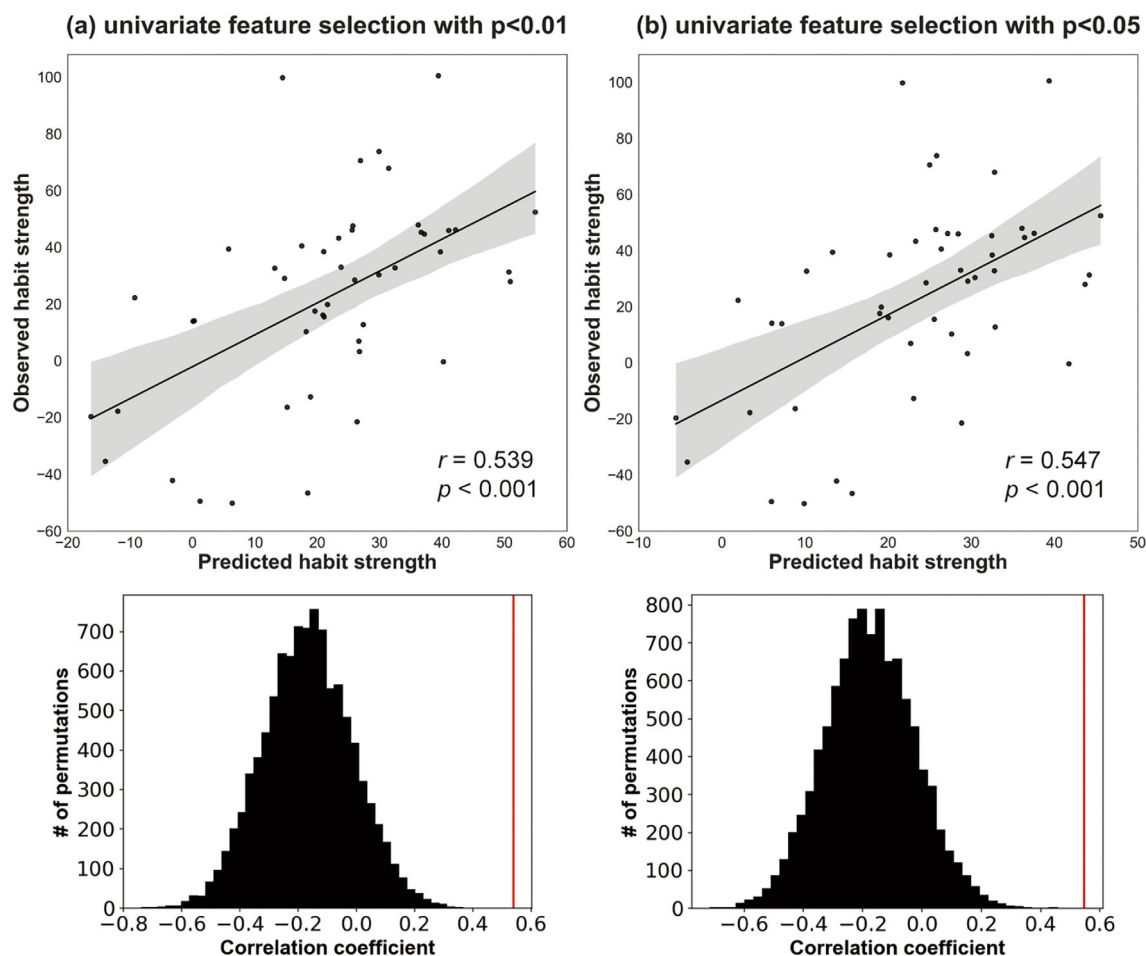 (a) univariate feature selection with p<0.01
100
80
60
40
20
0
−20
−40
−60
Observed habit strength
r = 0.539
p < 0.001
−20 −10 0 10 20 30 40 50 60
Predicted habit strength
(b) univariate feature selection with p<0.05
100
80
60
40
20
0
−20
−40
−60
Observed habit strength
r = 0.547
p < 0.001
−10 0 10 20 30 40 50
Predicted habit strength
700
600
500
400
300
200
100
0
# of permutations
−0.8 −0.6 −0.4 −0.2 0.0 0.2 0.4 0.6
Correlation coefficient
800
700
600
500
400
300
200
100
0
# of permutations
−0.6 −0.4 −0.2 0.0 0.2 0.4 0.6
Correlation coefficient